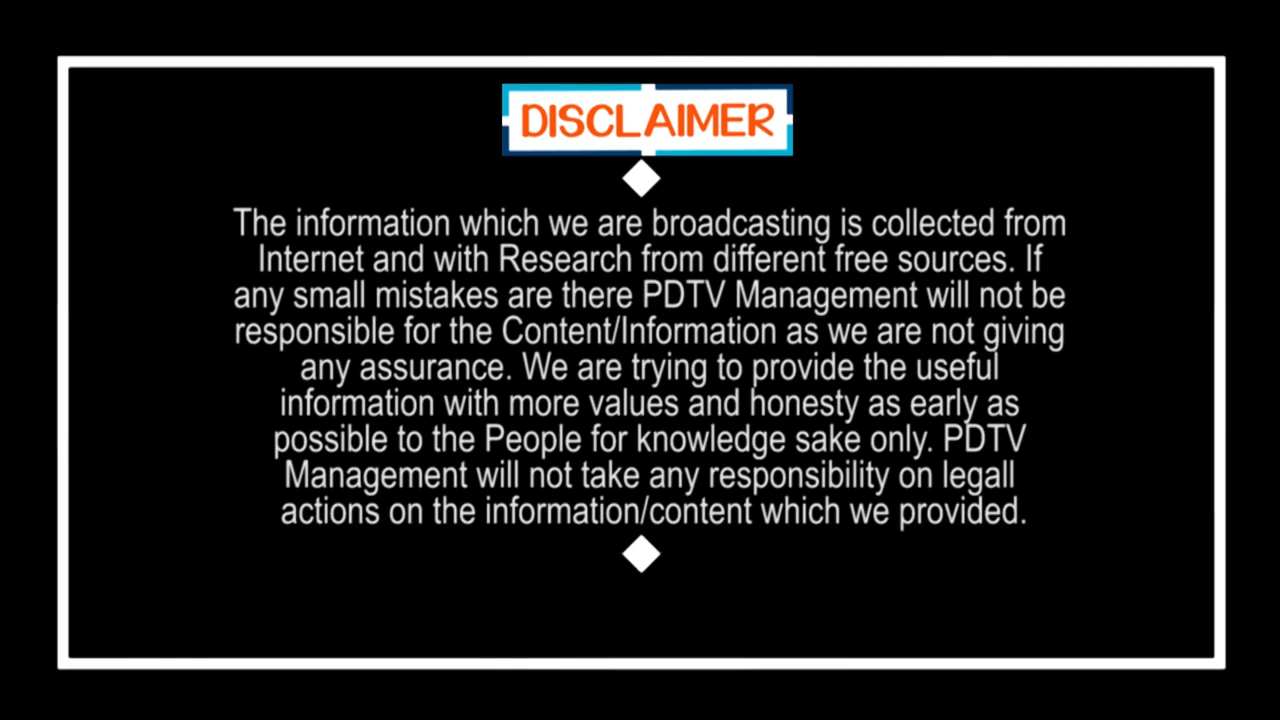 DISCLAIMER
The information which we are broadcasting is collected from
Internet and with Research from different free sources. If
any small mistakes are there PDTV Management will not be
responsible for the Content/Information as we are not giving
any assurance. We are trying to provide the useful
information with more values and honesty as early as
possible to the People for knowledge sake only. PDTV
Management will not take any responsibility on legall
actions on the information/content which we provided.